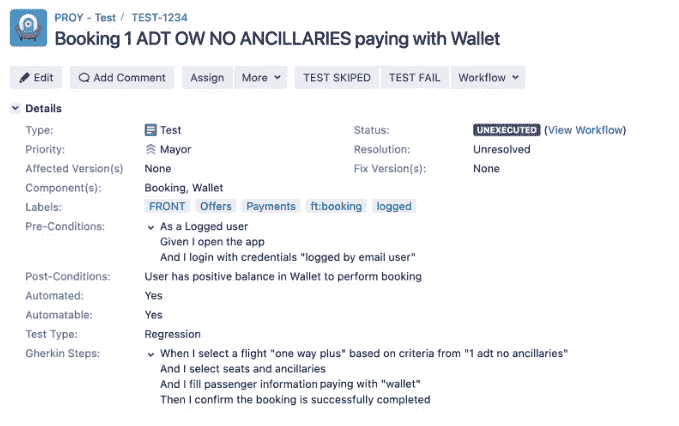 PROY - Test / TEST-1234
Booking 1 ADT OW NO ANCILLARIES paying with Wallet
Edit Add Comment Assign More TEST SKIPED TEST FAIL Workflow
Details
Type: Test Status: UNEXECUTED (View Workflow)
Priority: Mayor Resolution: Unresolved
Affected Version(s) None Fix Version(s): None
Component(s): Booking, Wallet
Labels: FRONT Offers Payments ft:booking logged
Pre-Conditions: As a Logged user
Given I open the app
And I login with credentials "logged by email user"
Post-Conditions: User has positive balance in Wallet to perform booking
Automated: Yes
Automatable: Yes
Test Type: Regression
Gherkin Steps: When I select a flight "one way plus" based on criteria from "1 adt no ancillaries"
And I select seats and ancillaries
And I fill passenger information paying with "wallet"
Then I confirm the booking is successfully completed